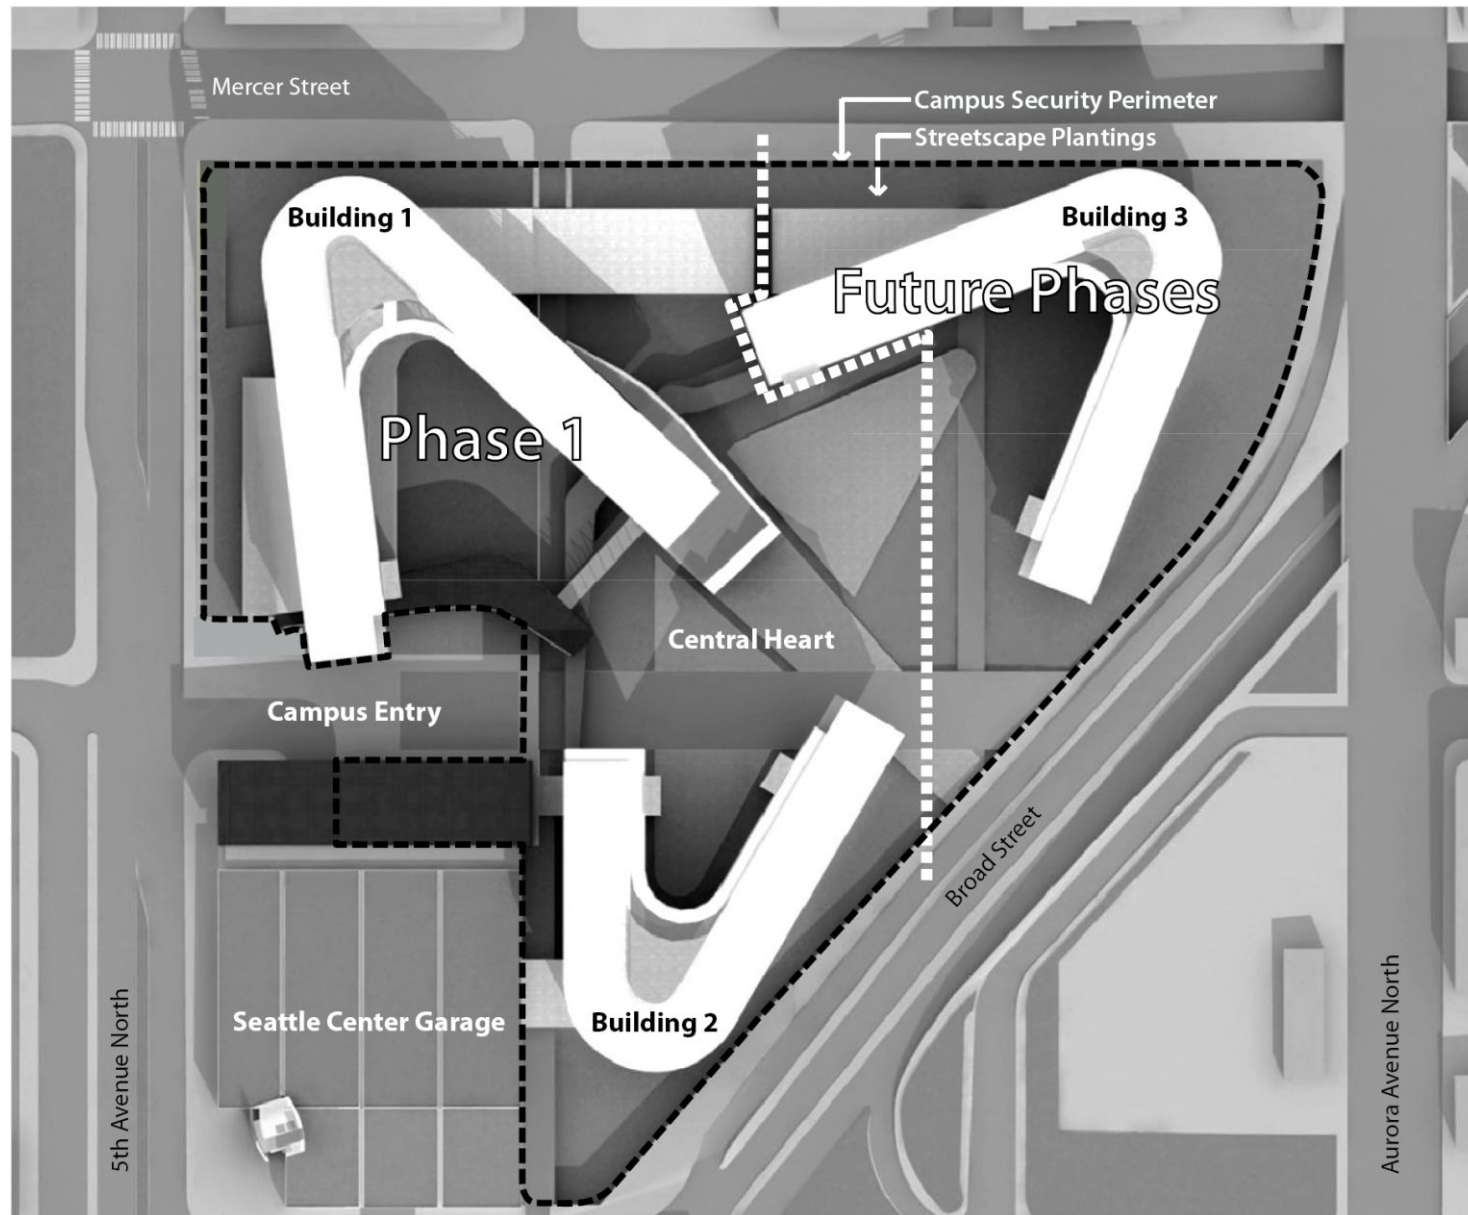 Mercer Street
Campus Security Perimeter
Streetscape Plantings
Building 1
Building 3
Future Phases
Phase 1
Central Heart
Campus Entry
Broad Street
Seattle Center Garage
Building 2
5th Avenue North
Aurora Avenue North